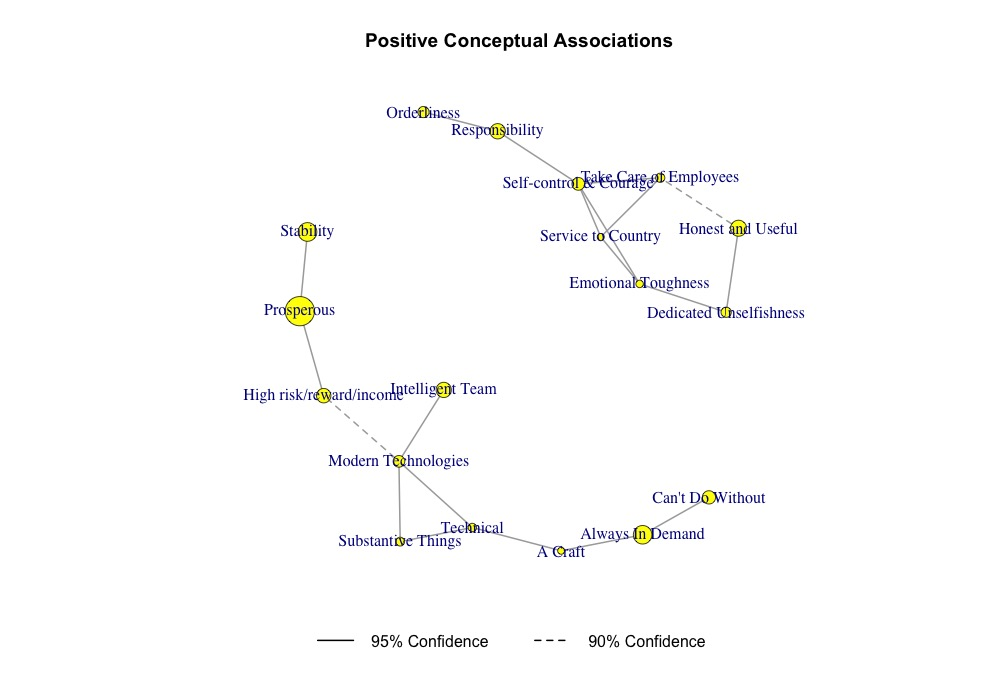 Positive Conceptual Associations
Orderliness
Responsibility
Take Care of Employees
Self-control & Courage
Honest and Useful
Stability
Service to Country
Emotional Toughness
Prosperous
Dedicated Unselfishness
Intelligent Team
High risk/reward/income
Modern Technologies
Can't Do Without
Technical
Always In Demand
Substantive Things
A Craft
95% Confidence
90% Confidence